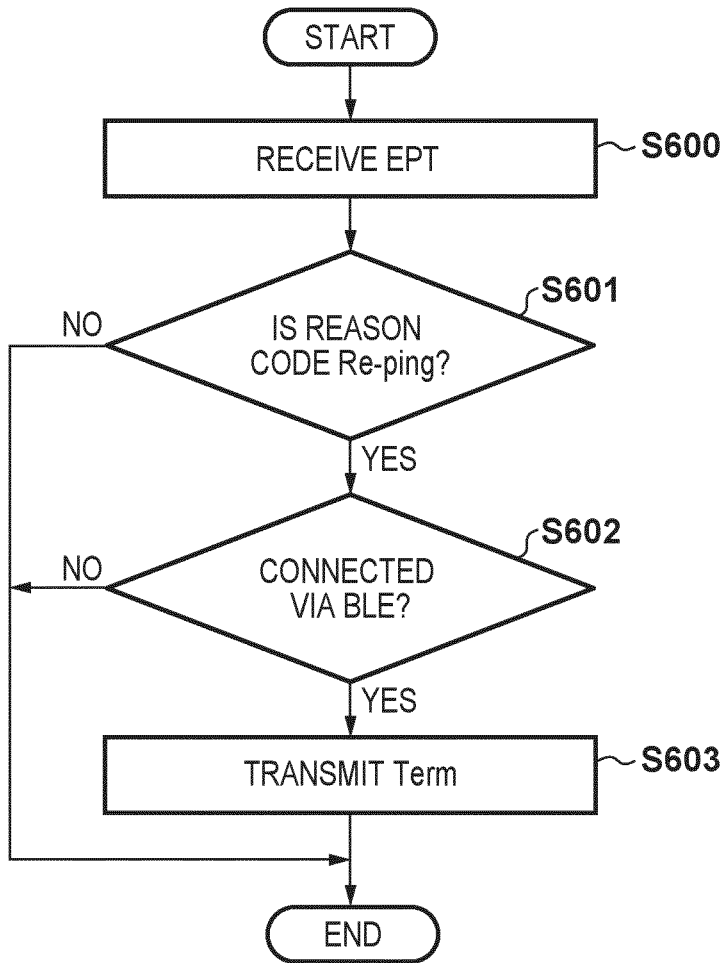 START
RECEIVE EPT
S600
S601
NO
IS REASON
CODE Re-ping?
YES
S602
NO
CONNECTED
VIA BLE?
YES
TRANSMIT Term
S603
END